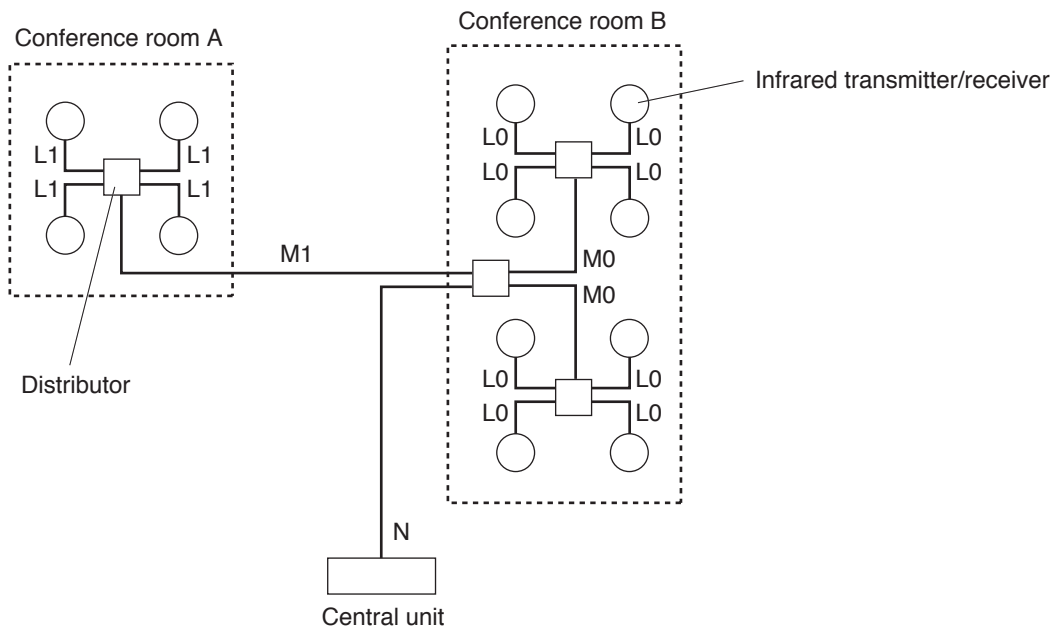 Conference room B
Conference room A
Infrared transmitter/receiver
L1 L1
L1 L1
L0 L0
L0 L0
M1
M0
M0
Distributor
L0 L0
L0 L0
N
Central unit